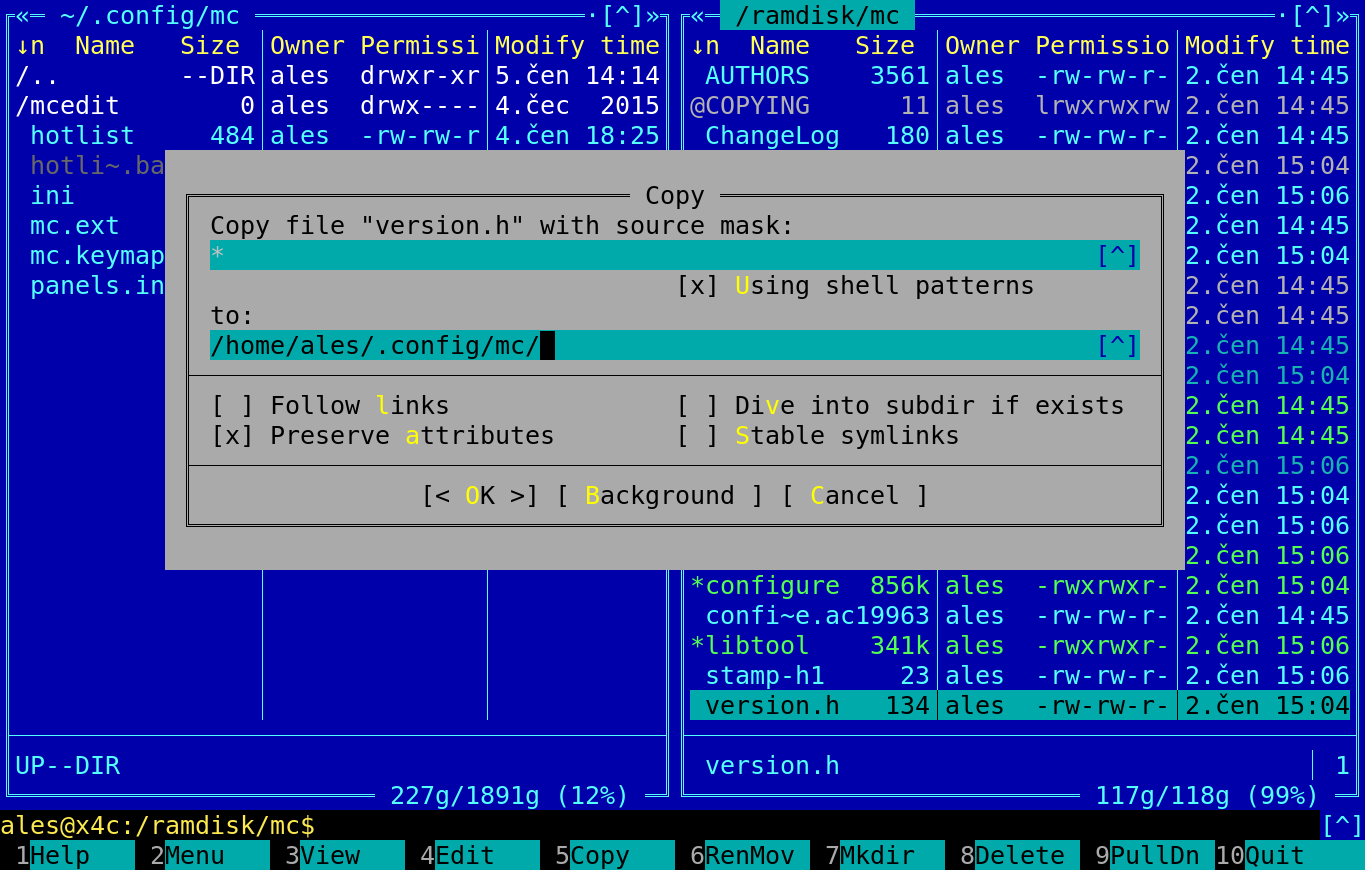 «═ ~/.config/mc ═·[^]» «═ /ramdisk/mc ═·[^]»
↓n Name Size Owner Permissi Modify time ↓n Name Size Owner Permissio Modify time
/.. --DIR ales drwxr-xr 5.čen 14:14 AUTHORS 3561 ales -rw-rw-r- 2.čen 14:45
/mcedit 0 ales drwx---- 4.čec 2015 @COPYING 11 ales lrwxrwxrw 2.čen 14:45
hotlist 484 ales -rw-rw-r 4.čen 18:25 ChangeLog 180 ales -rw-rw-r- 2.čen 14:45
hotli~.ba 2.čen 15:04
Copy
ini 2.čen 15:06
mc.ext Copy file "version.h" with source mask: 2.čen 14:45
mc.keymap * [^] 2.čen 15:04
panels.in [x] Using shell patterns 2.čen 14:45
to: 2.čen 14:45
/home/ales/.config/mc/ [^] 2.čen 14:45
2.čen 15:04
[ ] Follow links [ ] Dive into subdir if exists 2.čen 14:45
[x] Preserve attributes [ ] Stable symlinks 2.čen 14:45
2.čen 15:06
[< OK >] [ Background ] [ Cancel ] 2.čen 15:04
2.čen 15:06
2.čen 15:06
*configure 856k ales -rwxrwxr- 2.čen 15:04
confi~e.ac19963 ales -rw-rw-r- 2.čen 14:45
*libtool 341k ales -rwxrwxr- 2.čen 15:06
stamp-h1 23 ales -rw-rw-r- 2.čen 15:06
version.h 134 ales -rw-rw-r- 2.čen 15:04
UP--DIR version.h 1
227g/1891g (12%) 117g/118g (99%)
ales@x4c:/ramdisk/mc$ [^]
1Help 2Menu 3View 4Edit 5Copy 6RenMov 7Mkdir 8Delete 9PullDn 10Quit